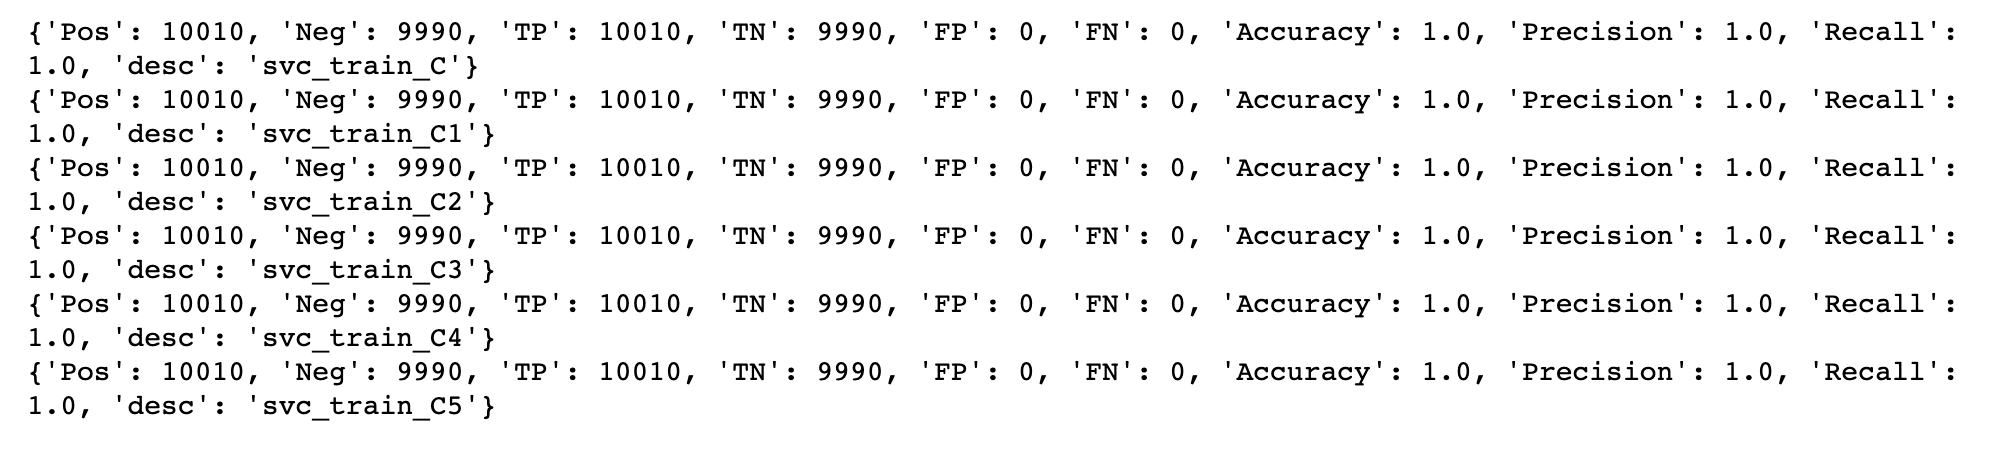 {'Pos': 10010, 'Neg': 9990, 'TP': 10010, 'TN': 9990, 'FP': 0, 'FN': 0, 'Accuracy': 1.0, 'Precision': 1.0, 'Recall':
1.0, 'desc': 'svc_train_C'}
{'Pos': 10010, 'Neg': 9990, 'TP': 10010, 'TN': 9990, 'FP': 0, 'FN': 0, 'Accuracy': 1.0, 'Precision': 1.0, 'Recall':
1.0, 'desc': 'svc_train_C1'}
{'Pos': 10010, 'Neg': 9990, 'TP': 10010, 'TN': 9990, 'FP': 0, 'FN': 0, 'Accuracy': 1.0, 'Precision': 1.0, 'Recall':
1.0, 'desc': 'svc_train_C2'}
{'Pos': 10010, 'Neg': 9990, 'TP': 10010, 'TN': 9990, 'FP': 0, 'FN': 0, 'Accuracy': 1.0, 'Precision': 1.0, 'Recall':
1.0, 'desc': 'svc_train_C3'}
{'Pos': 10010, 'Neg': 9990, 'TP': 10010, 'TN': 9990, 'FP': 0, 'FN': 0, 'Accuracy': 1.0, 'Precision': 1.0, 'Recall':
1.0, 'desc': 'svc_train_C4'}
{'Pos': 10010, 'Neg': 9990, 'TP': 10010, 'TN': 9990, 'FP': 0, 'FN': 0, 'Accuracy': 1.0, 'Precision': 1.0, 'Recall':
1.0, 'desc': 'svc_train_C5'}